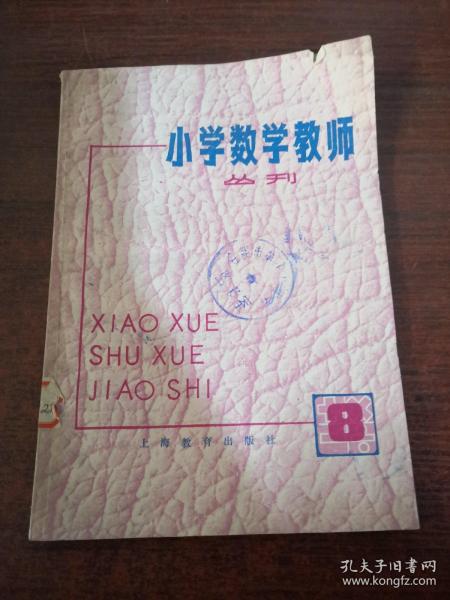 小学数学教师
丛刊
XIAO XUE
SHU XUE
JIAO SHI
8
上海教育出版社
孔夫子旧书网
www.kongfz.com